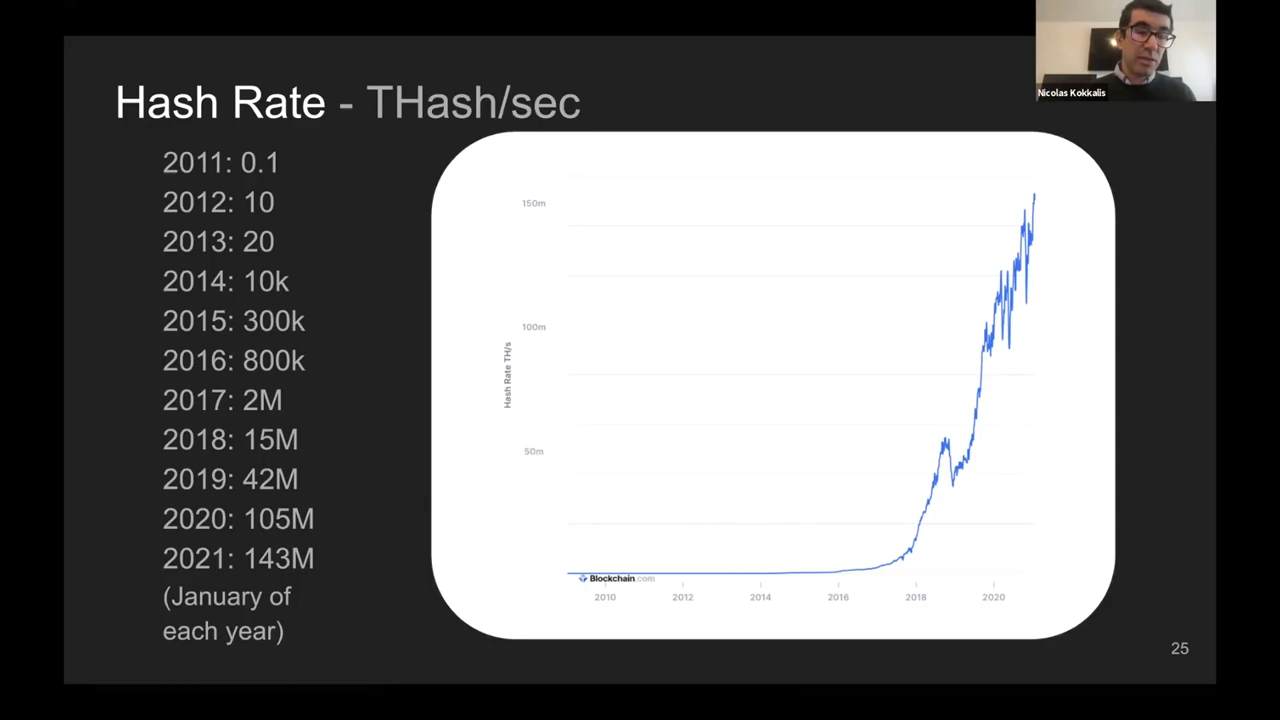 Nicolas Kokkalis
Hash Rate - THash/sec
2011: 0.1
2012: 10
2013: 20
2014: 10k
2015: 300k
2016: 800k
2017: 2M
2018: 15M
2019: 42M
2020: 105M
2021: 143M
(January of
each year)
150m
100m
50m
Hash Rate TH/s
Blockchain.com
2010 2012 2014 2016 2018 2020
25